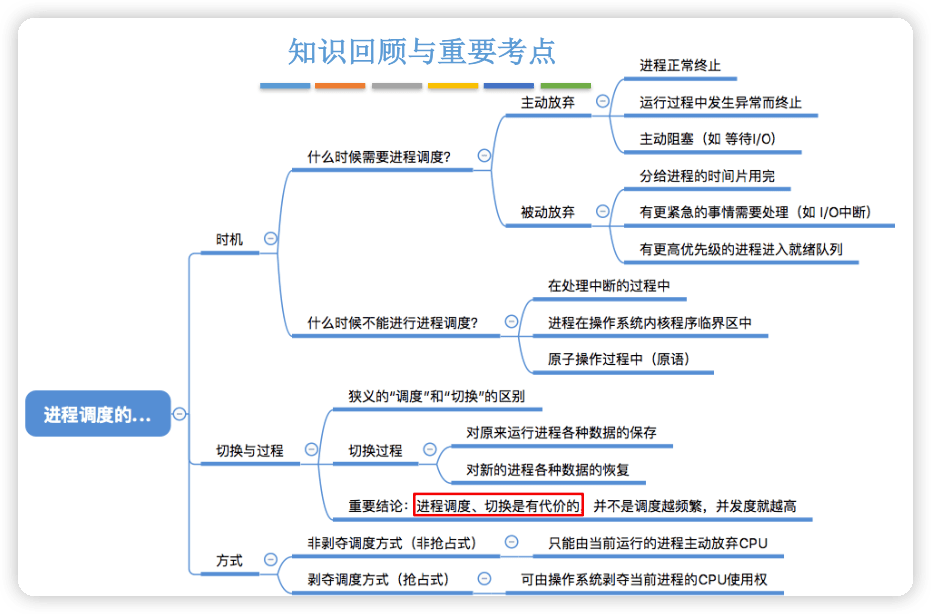 知识回顾与重要考点
进程调度的...
时机
什么时候需要进程调度？
主动放弃
进程正常终止
运行过程中发生异常而终止
主动阻塞（如 等待I/O）
被动放弃
分给进程的时间片用完
有更紧急的事情需要处理（如 I/O中断）
有更高优先级的进程进入就绪队列
什么时候不能进行进程调度？
在处理中断的过程中
进程在操作系统内核程序临界区中
原子操作过程中（原语）
切换与过程
狭义的“调度”和“切换”的区别
切换过程
对原来运行进程各种数据的保存
对新的进程各种数据的恢复
重要结论：进程调度、切换是有代价的，并不是调度越频繁，并发度就越高
方式
非剥夺调度方式（非抢占式）
只能由当前运行的进程主动放弃CPU
剥夺调度方式（抢占式）
可由操作系统剥夺当前进程的CPU使用权